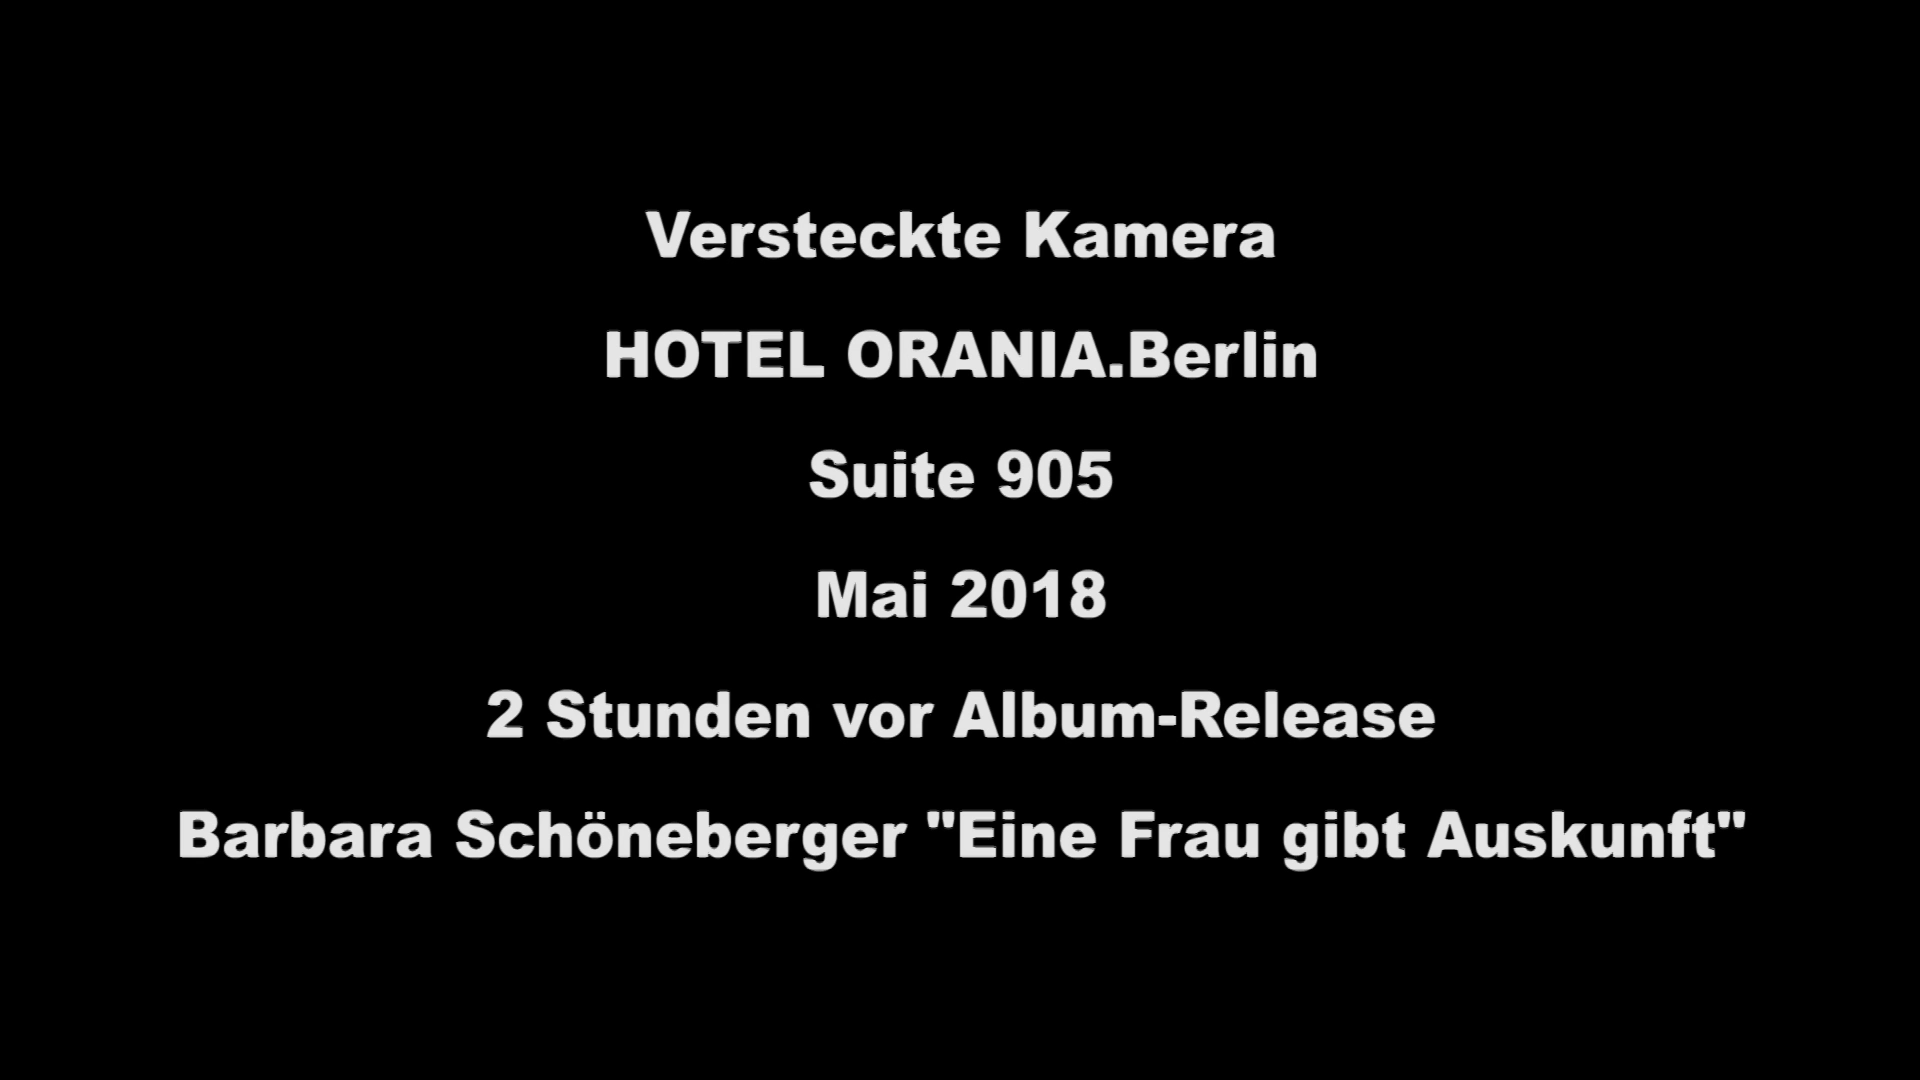 Versteckte Kamera
HOTEL ORANIA.Berlin
Suite 905
Mai 2018
2 Stunden vor Album-Release
Barbara Schöneberger "Eine Frau gibt Auskunft"